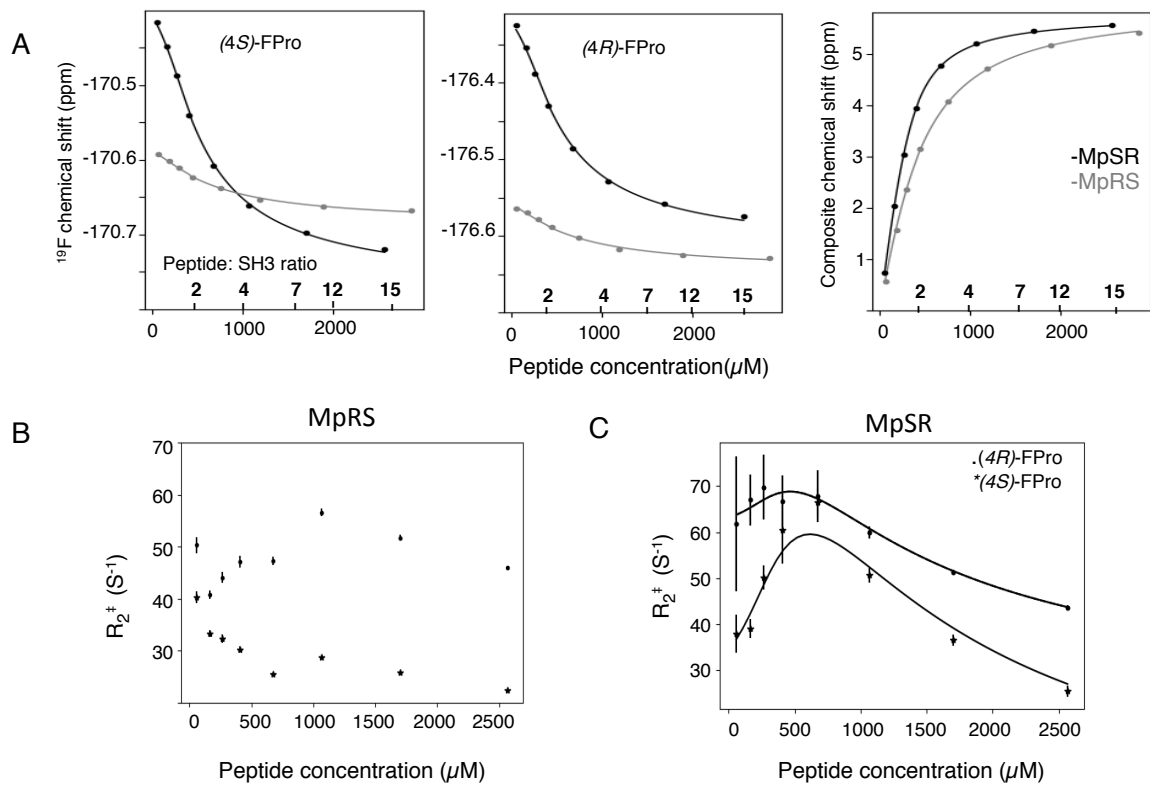 A
(4S)-FPro
(4R)-FPro
¹⁹F chemical shift (ppm)
-170.5
-170.6
-170.7
Peptide: SH3 ratio
2 4 7 12 15
0 1000 2000
-176.4
-176.5
-176.6
2 4 7 12 15
0 1000 2000
Peptide concentration(µM)
Composite chemical shift (ppm)
5
4
3
2
1
-MpSR
-MpRS
2 4 7 12 15
0 1000 2000
B
MpRS
R₂‡ (S⁻¹)
70
60
50
40
30
0 500 1000 1500 2000 2500
Peptide concentration (µM)
C
MpSR
.(4R)-FPro
*(4S)-FPro
R₂‡ (S⁻¹)
70
60
50
40
30
0 500 1000 1500 2000 2500
Peptide concentration (µM)